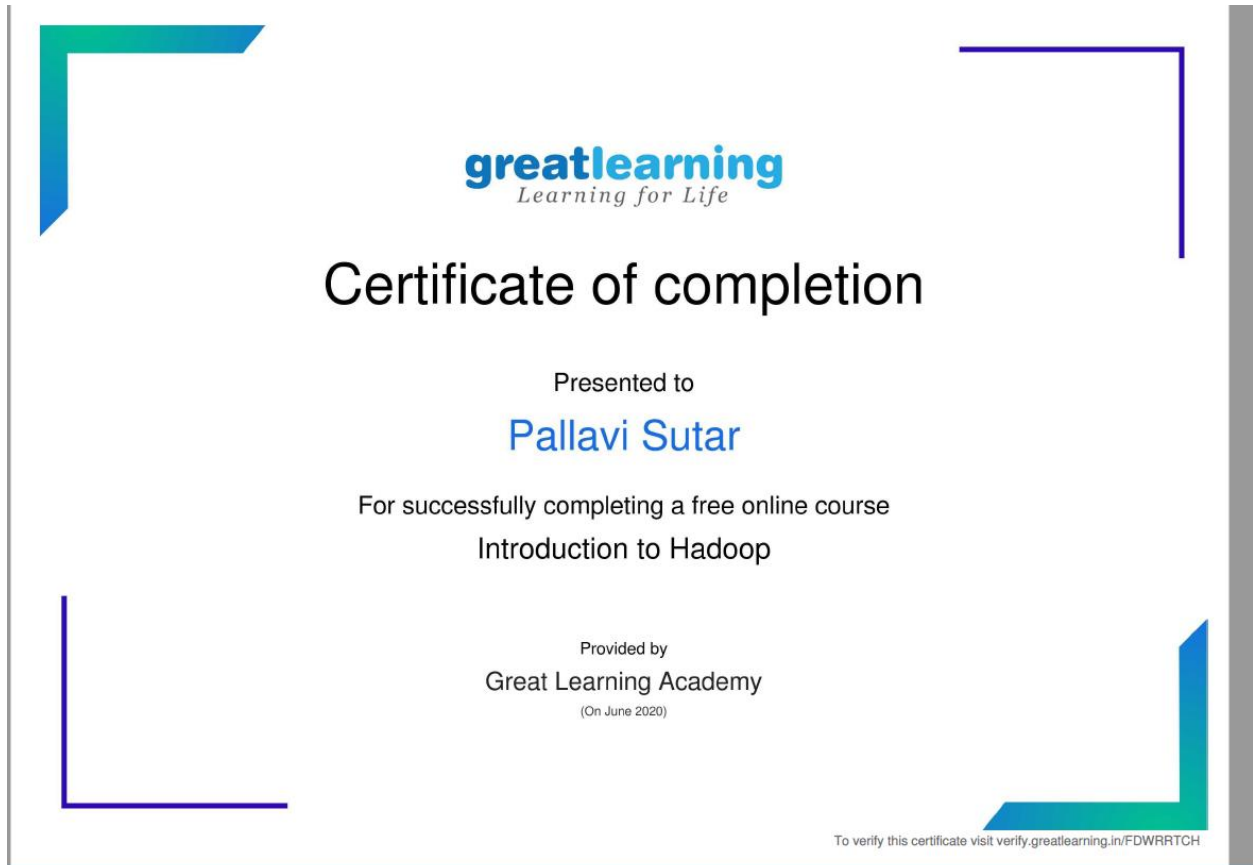 greatlearning
Learning for Life
Certificate of completion
Presented to
Pallavi Sutar
For successfully completing a free online course
Introduction to Hadoop
Provided by
Great Learning Academy
(On June 2020)
To verify this certificate visit verify.greatlearning.in/FDWRRTCH